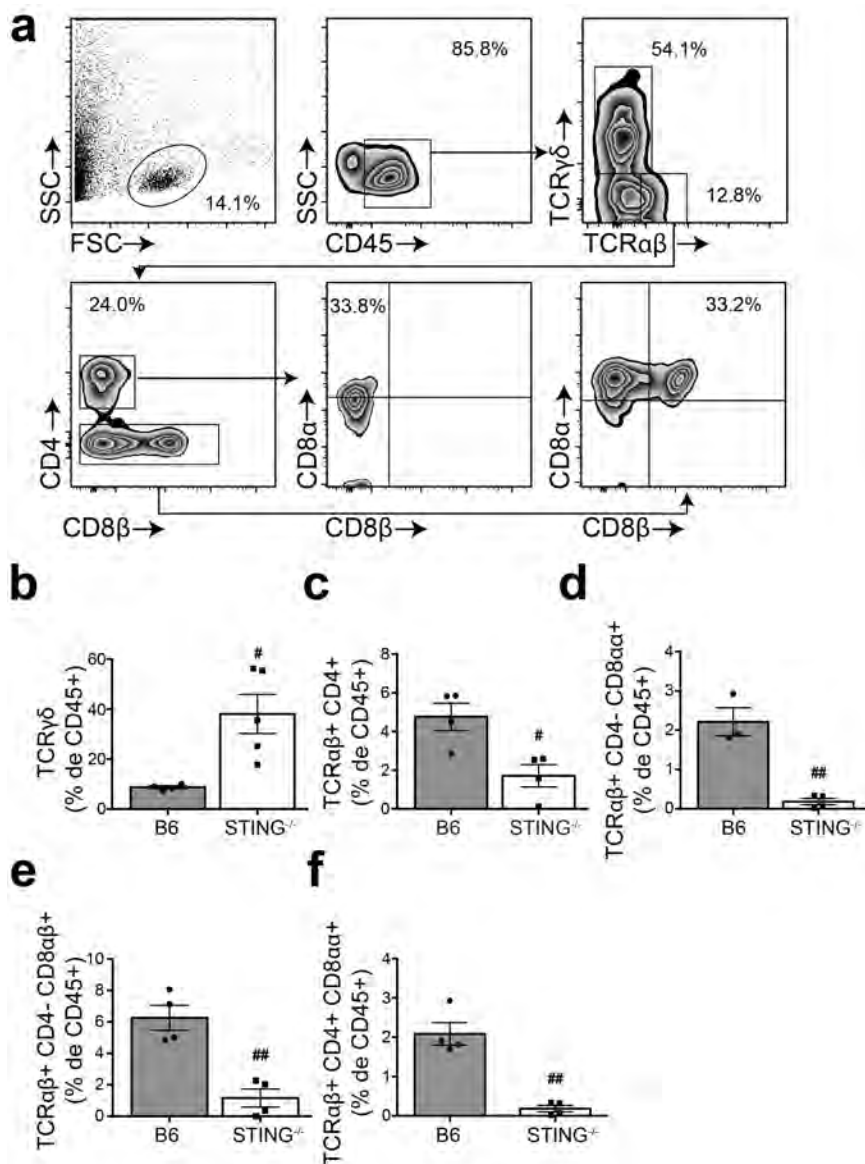 a
85,8%
54.1%
SSC→
14.1%
FSC→
SSC→
CD45→
TCRγδ→
12.8%
TCRαβ→
24.0%
CD4→
CD8β→
33.8%
CD8α→
CD8β→
33.2%
CD8α→
CD8β→
b
TCRγδ
(% de CD45+)
60
40
20
0
#
B6
STING-/-
c
TCRαβ+ CD4+
(% de CD45+)
8
6
4
2
0
#
B6
STING-/-
d
TCRαβ+ CD4- CD8αα+
(% de CD45+)
4
3
2
1
0
##
B6
STING-/-
e
TCRαβ+ CD4- CD8αβ+
(% de CD45+)
10
8
6
4
2
0
##
B6
STING-/-
f
TCRαβ+ CD4+ CD8αα+
(% de CD45+)
4
3
2
1
0
##
B6
STING-/-